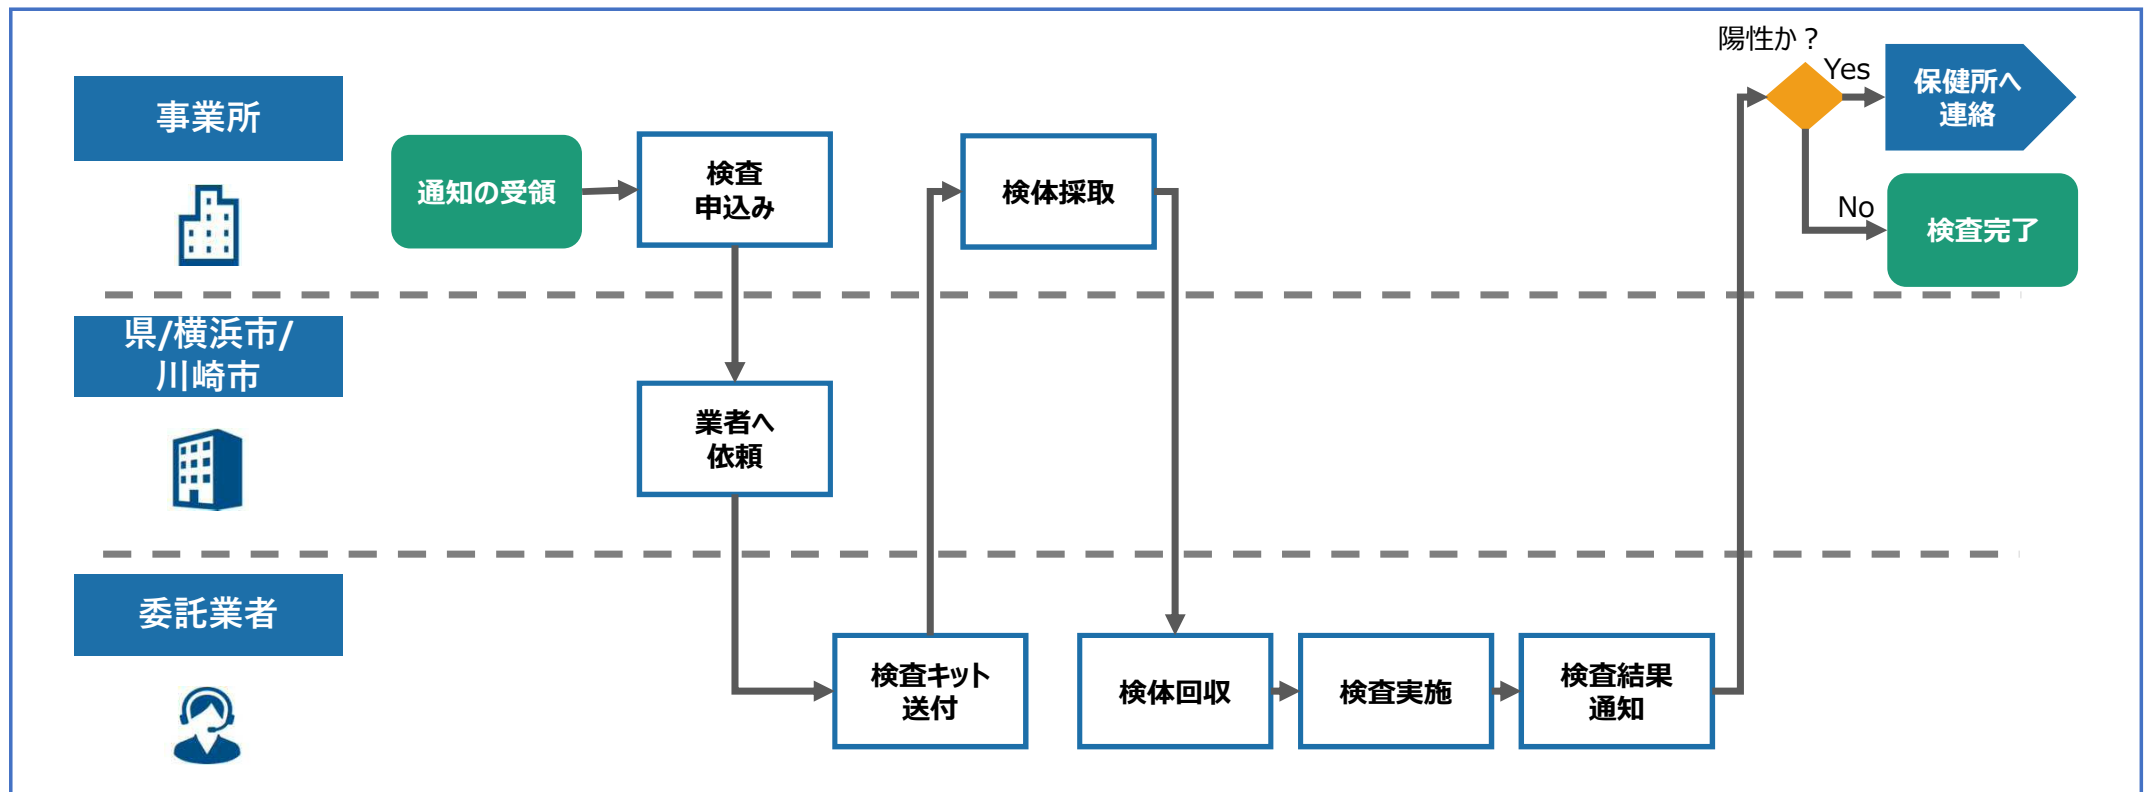 陽性か？
Yes
保健所へ
連絡
事業所
通知の受領
検査
申込み
検体採取
No
検査完了
県/横浜市/
川崎市
業者へ
依頼
委託業者
検査キット
送付
検体回収
検査実施
検査結果
通知